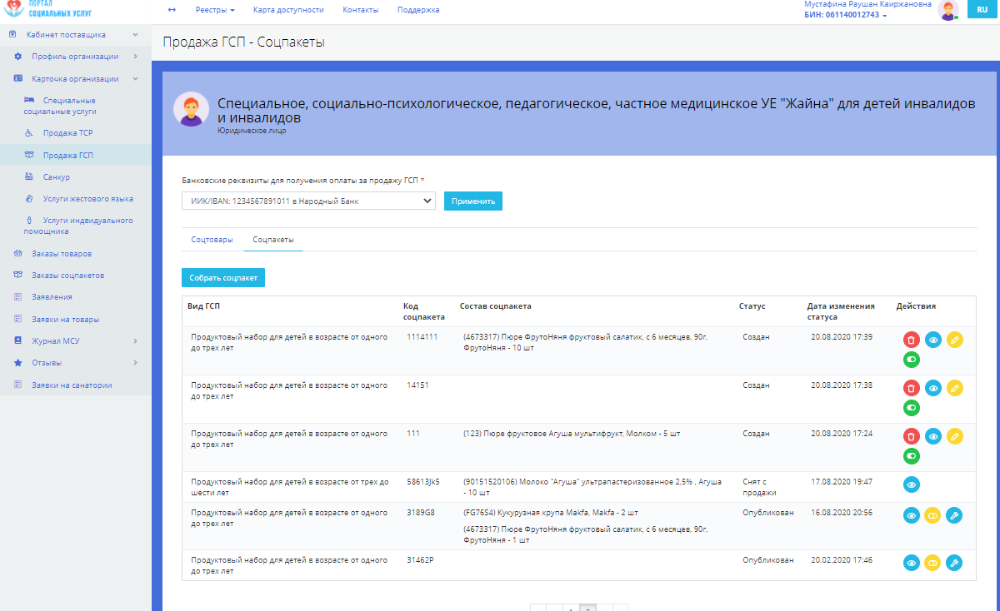 ПОРТАЛ
СОЦИАЛЬНЫХ УСЛУГ
Реестры
Карта доступности
Контакты
Поддержка
Мустафина Раушан Каиржановна
БИН: 061140012743
RU
Кабинет поставщика
Профиль организации
Карточка организации
Специальные
социальные услуги
Продажа ТСР
Продажа ГСП
Санкур
Услуги жестового языка
Услуги индвидуального
помощника
Заказы товаров
Заказы соцпакетов
Заявления
Заявки на товары
Журнал МСУ
Отзывы
Заявки на санатории
Продажа ГСП - Соцпакеты
Специальное, социально-психологическое, педагогическое, частное медицинское УЕ "Жайна" для детей инвалидов
и инвалидов
Юридическое лицо
Банковские реквизиты для получения оплаты за продажу ГСП *
ИИК/IBAN: 1234567891011 в Народный Банк
Применить
Соцтовары
Соцпакеты
Собрать соцпакет
Вид ГСП
Код
соцпакета
Состав соцпакета
Статус
Дата изменения
статуса
Действия
Продуктовый набор для детей в возрасте от одного
до трех лет
1114111
(4673317) Пюре ФрутоНяня фруктовый салатик, с 6 месяцев, 90г,
ФрутоНяня - 10 шт
Создан
20.08.2020 17:39
Продуктовый набор для детей в возрасте от одного
до трех лет
14151
Создан
20.08.2020 17:38
Продуктовый набор для детей в возрасте от одного
до трех лет
111
(123) Пюре фруктовое Агуша мультифрукт, Молком - 5 шт
Создан
20.08.2020 17:24
Продуктовый набор для детей в возрасте от трех до
шести лет
58613Jk5
(90151520106) Молоко "Агуша" ультрапастеризованное 2,5% , Агуша
- 10 шт
Снят с
продажи
17.08.2020 19:47
Продуктовый набор для детей в возрасте от одного
до трех лет
3189G8
(FG7654) Кукурузная крупа Makfa, Makfa - 2 шт
(4673317) Пюре ФрутоНяня фруктовый салатик, с 6 месяцев, 90г,
ФрутоНяня - 1 шт
Опубликован
16.08.2020 20:56
Продуктовый набор для детей в возрасте от одного
до трех лет
31462P
Опубликован
20.02.2020 17:46